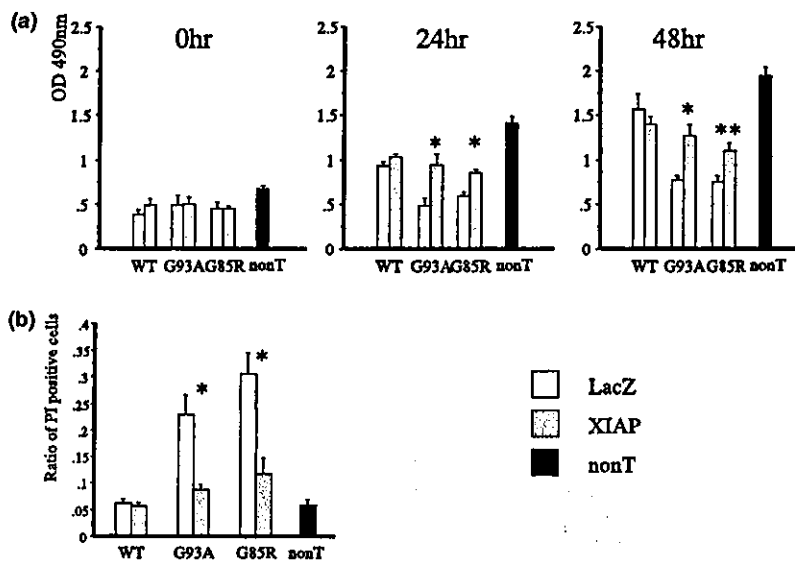 (a)
OD 490nm
0hr
24hr
48hr
2.5
2
1.5
1
.5
0
2.5
2
1.5
1
.5
0
2.5
2
1.5
1
.5
0
*
*
*
**
WT G93AG85R nonT
WT G93AG85R nonT
WT G93AG85R nonT
(b)
Ratio of PI positive cells
.4
.35
.3
.25
.2
.15
.1
.05
0
*
*
WT G93A G85R nonT
LacZ
XIAP
nonT